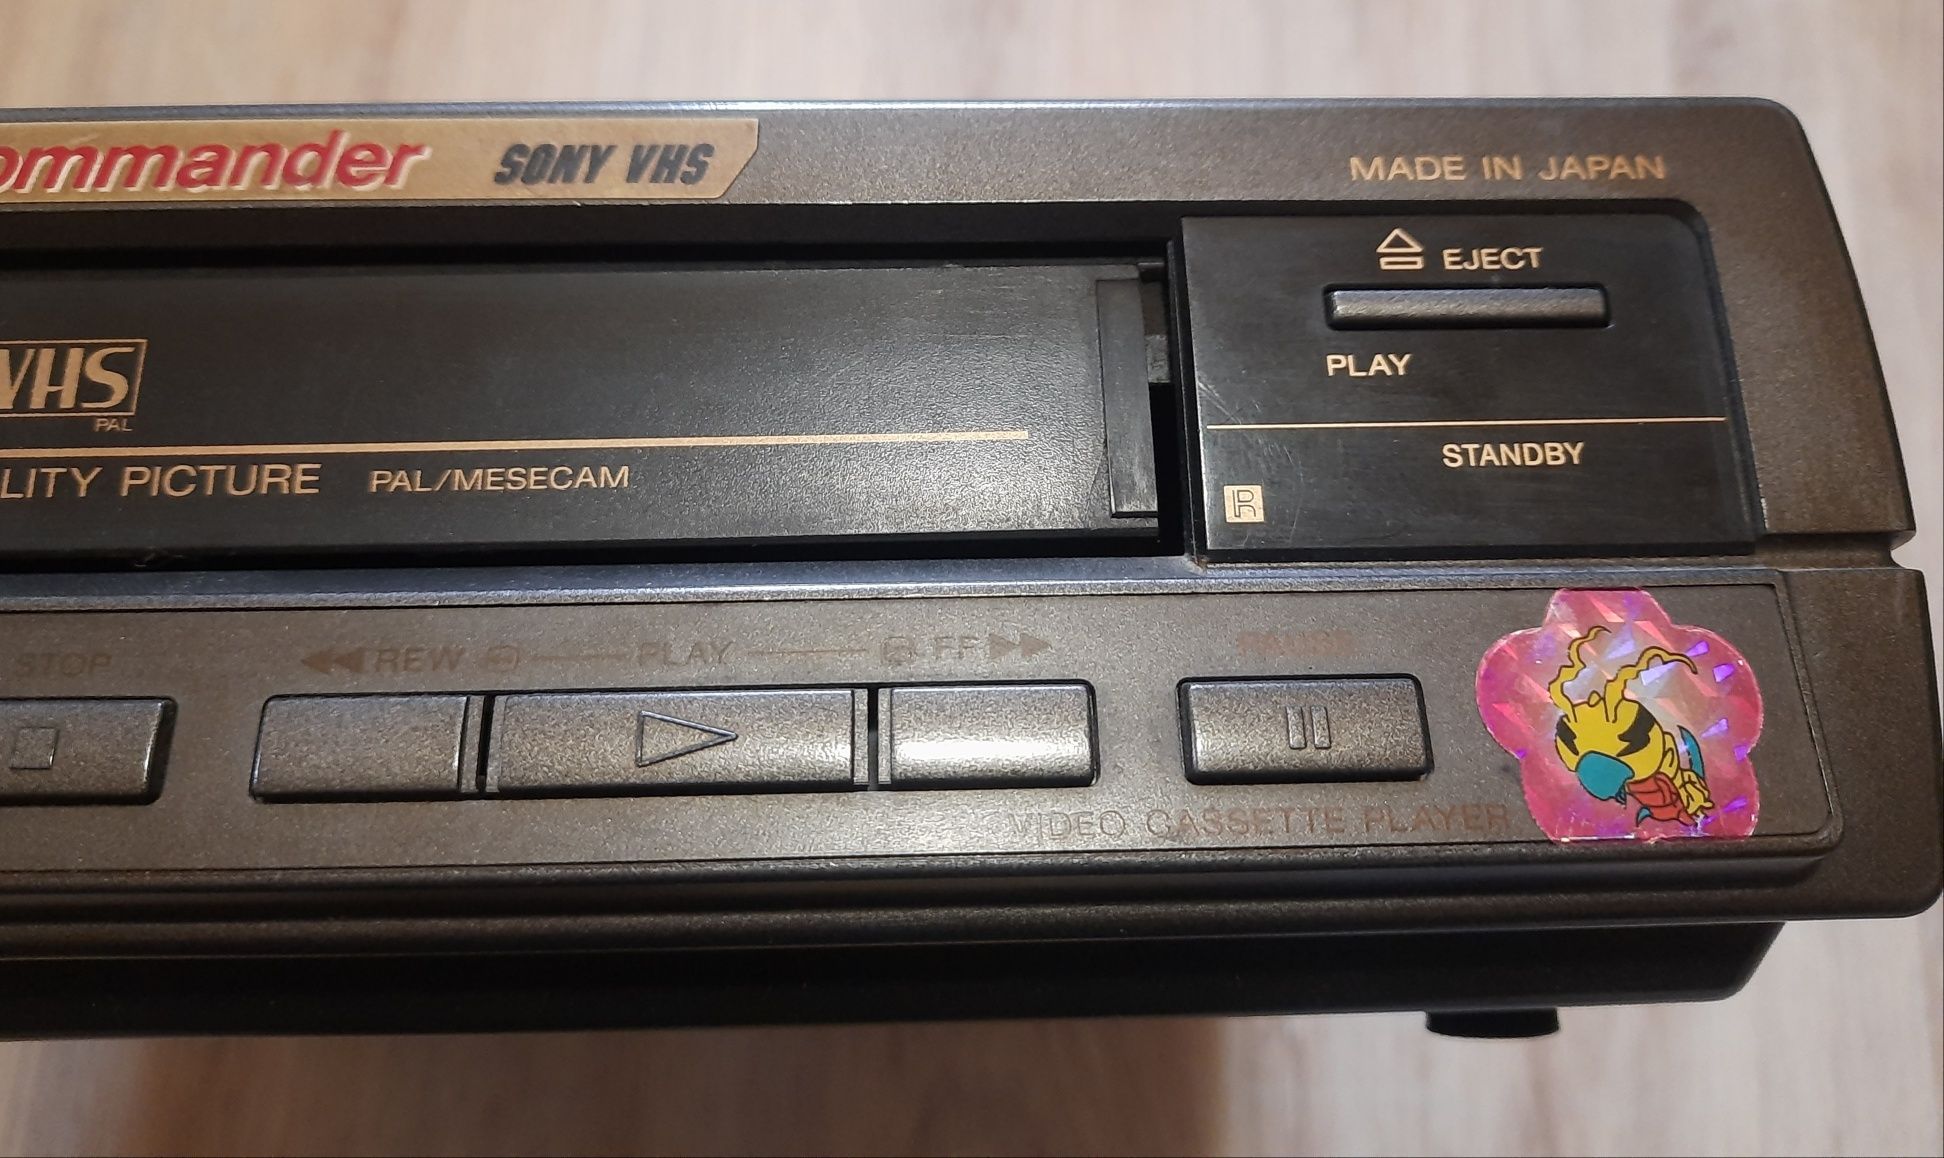 ommander SONY VHS
MADE IN JAPAN
EJECT
PLAY
VHS
PAL
LITY PICTURE PAL/MESECAM
STANDBY
R
STOP
REW PLAY FF
PAUSE
VIDEO CASSETTE PLAYER